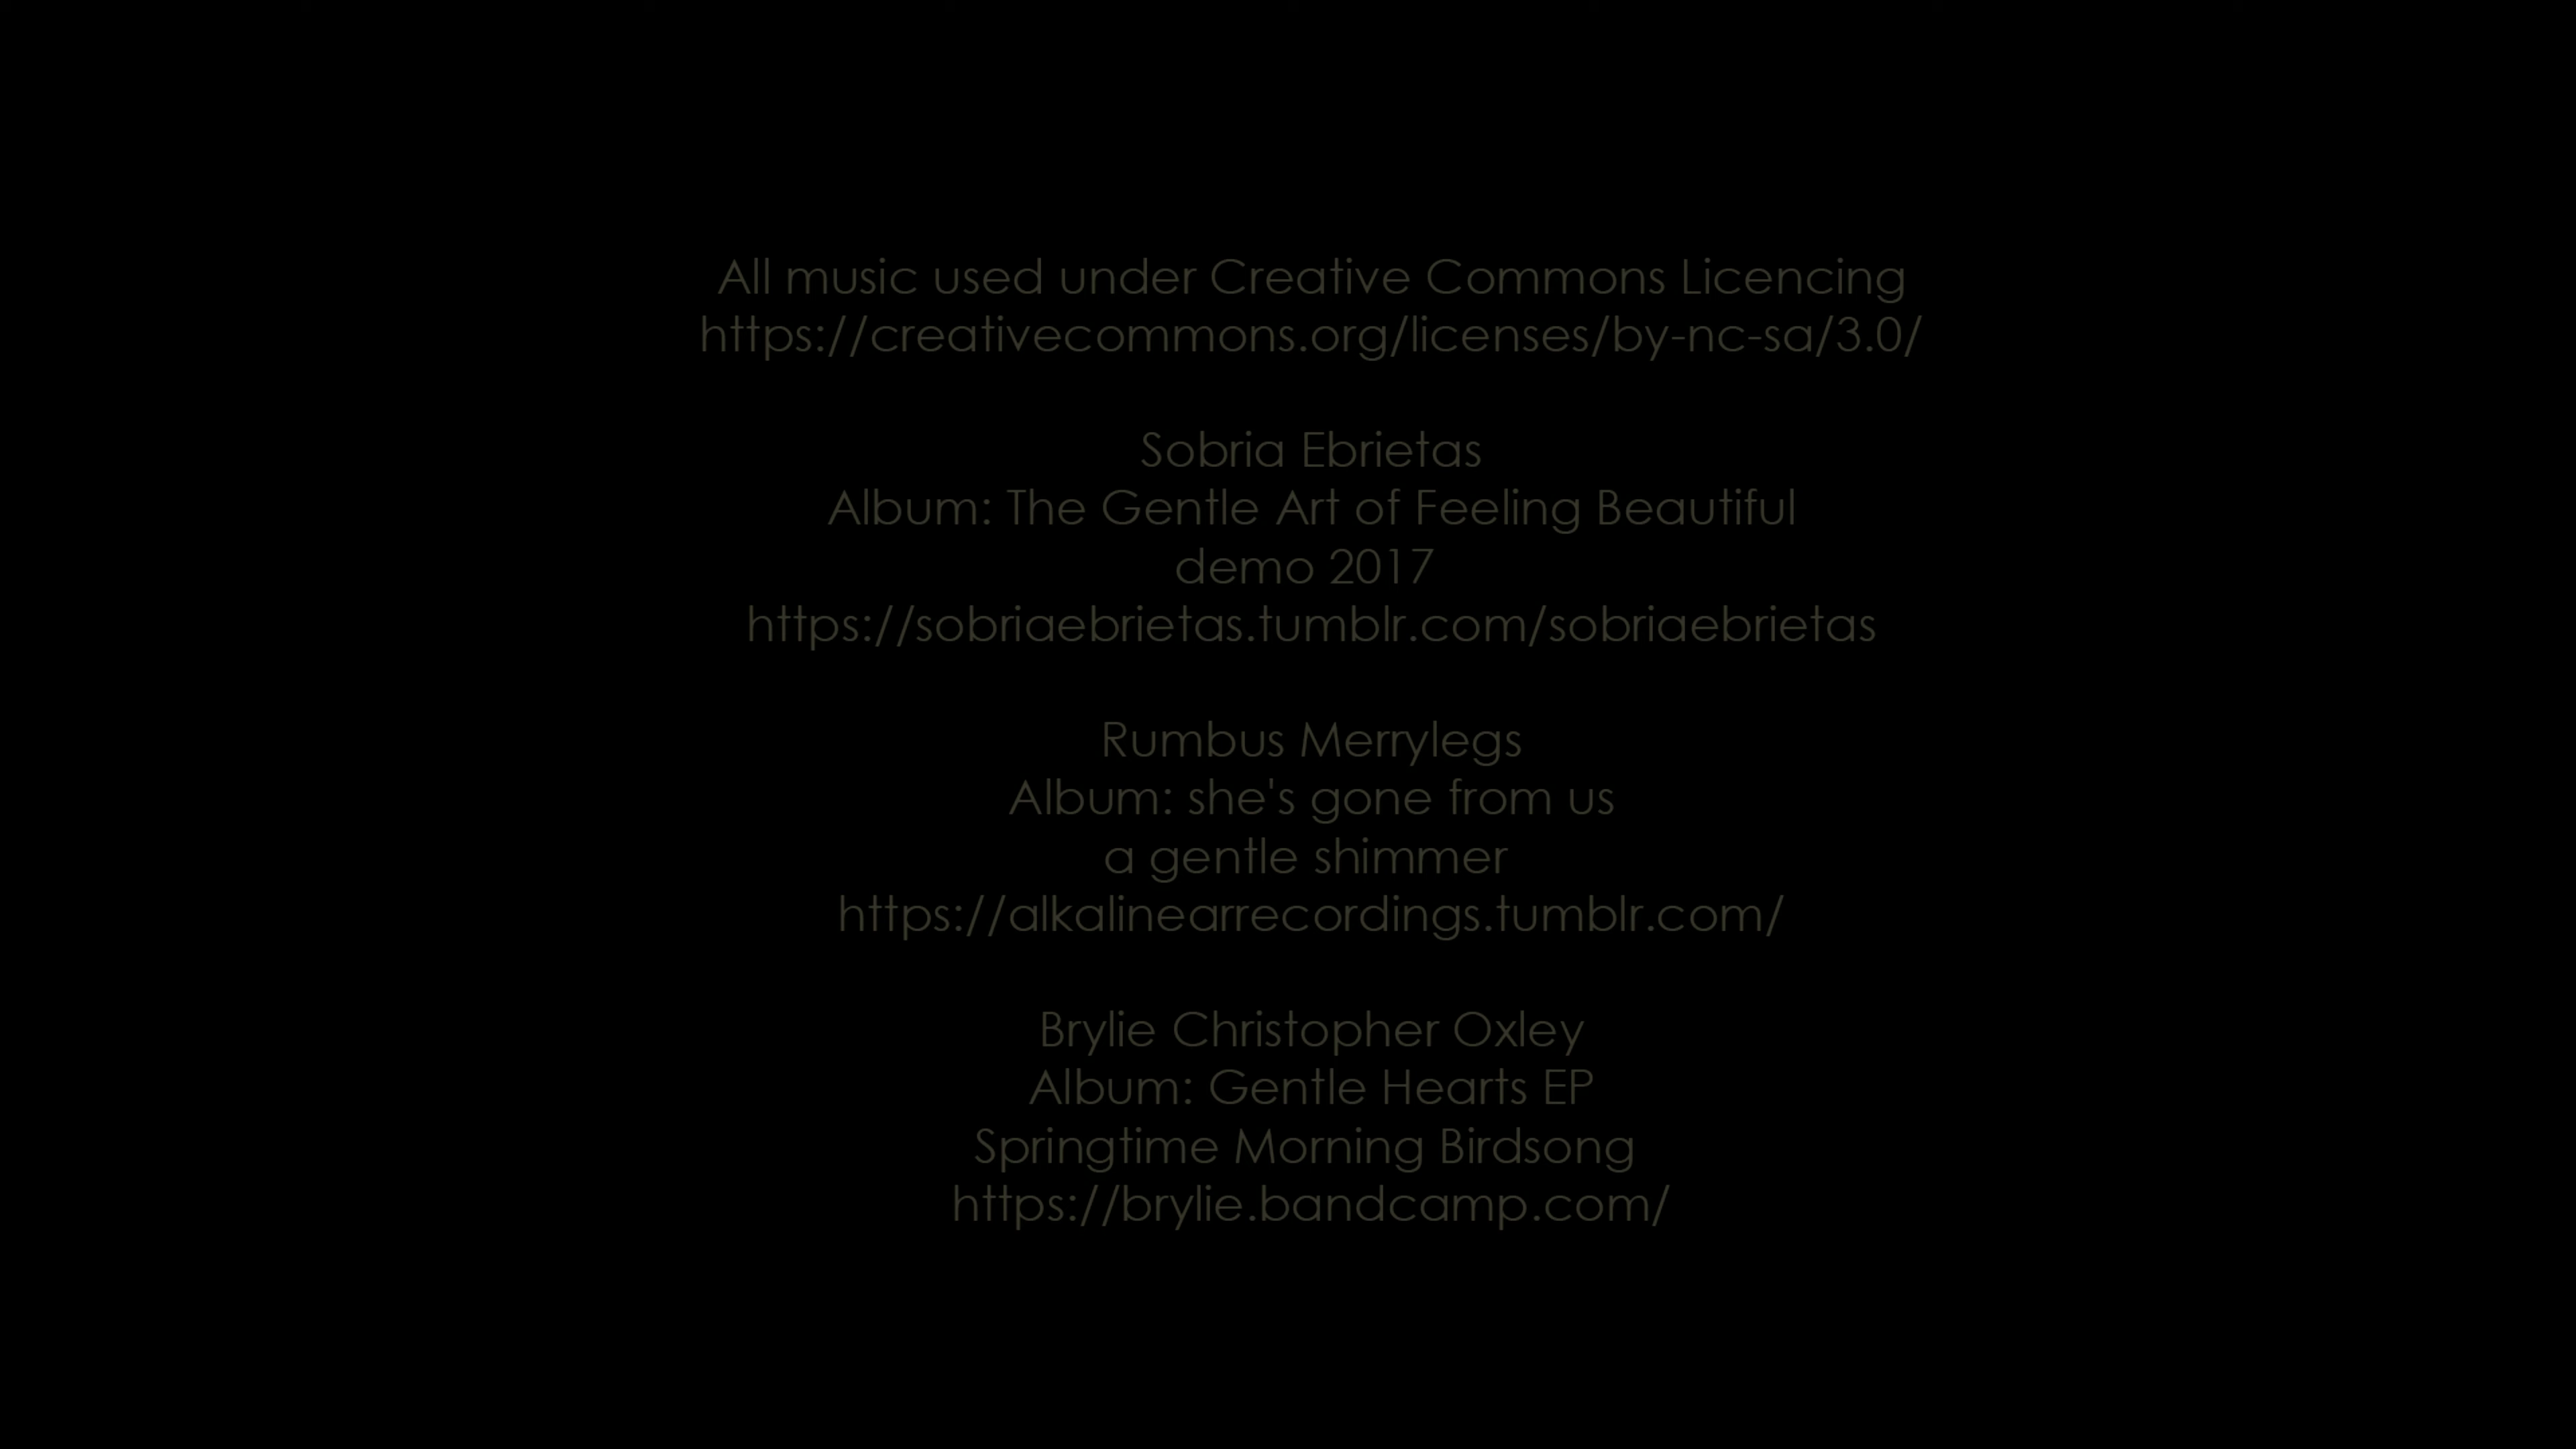 All music used under Creative Commons Licencing
https://creativecommons.org/licenses/by-nc-sa/3.0/
Sobria Ebrietas
Album: The Gentle Art of Feeling Beautiful
demo 2017
https://sobriaebrietas.tumblr.com/sobriaebrietas
Rumbus Merrylegs
Album: she's gone from us
a gentle shimmer
https://alkalinearrecordings.tumblr.com/
Brylie Christopher Oxley
Album: Gentle Hearts EP
Springtime Morning Birdsong
https://brylie.bandcamp.com/